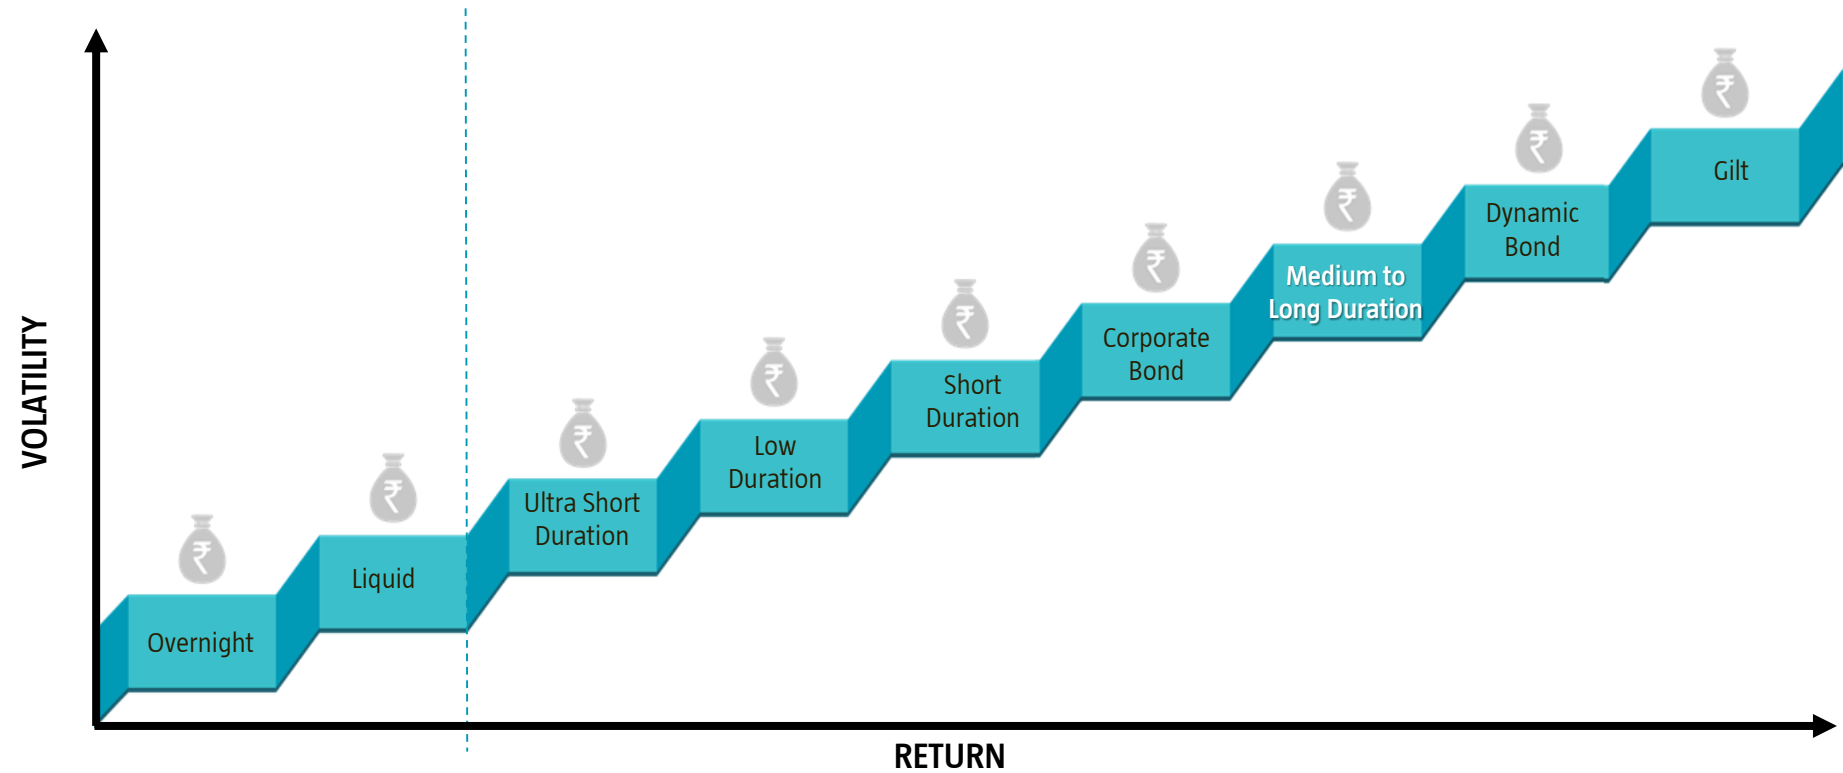 VOLATILITY
₹
Overnight
₹
Liquid
₹
Ultra Short
Duration
₹
Low
Duration
₹
Short
Duration
₹
Corporate
Bond
₹
Medium to
Long Duration
₹
Dynamic
Bond
₹
Gilt
RETURN